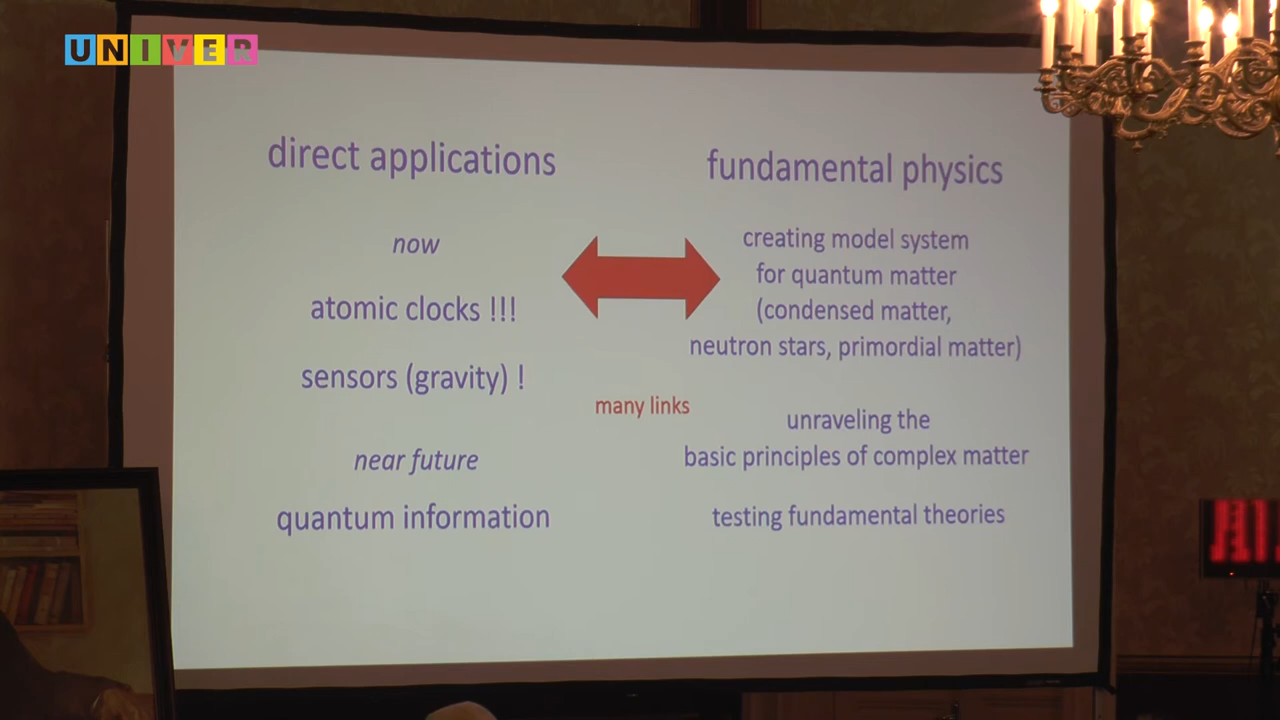 UNIVER
direct applications
now
atomic clocks !!!
sensors (gravity) !
near future
quantum information
many links
fundamental physics
creating model system
for quantum matter
(condensed matter,
neutron stars, primordial matter)
unraveling the
basic principles of complex matter
testing fundamental theories